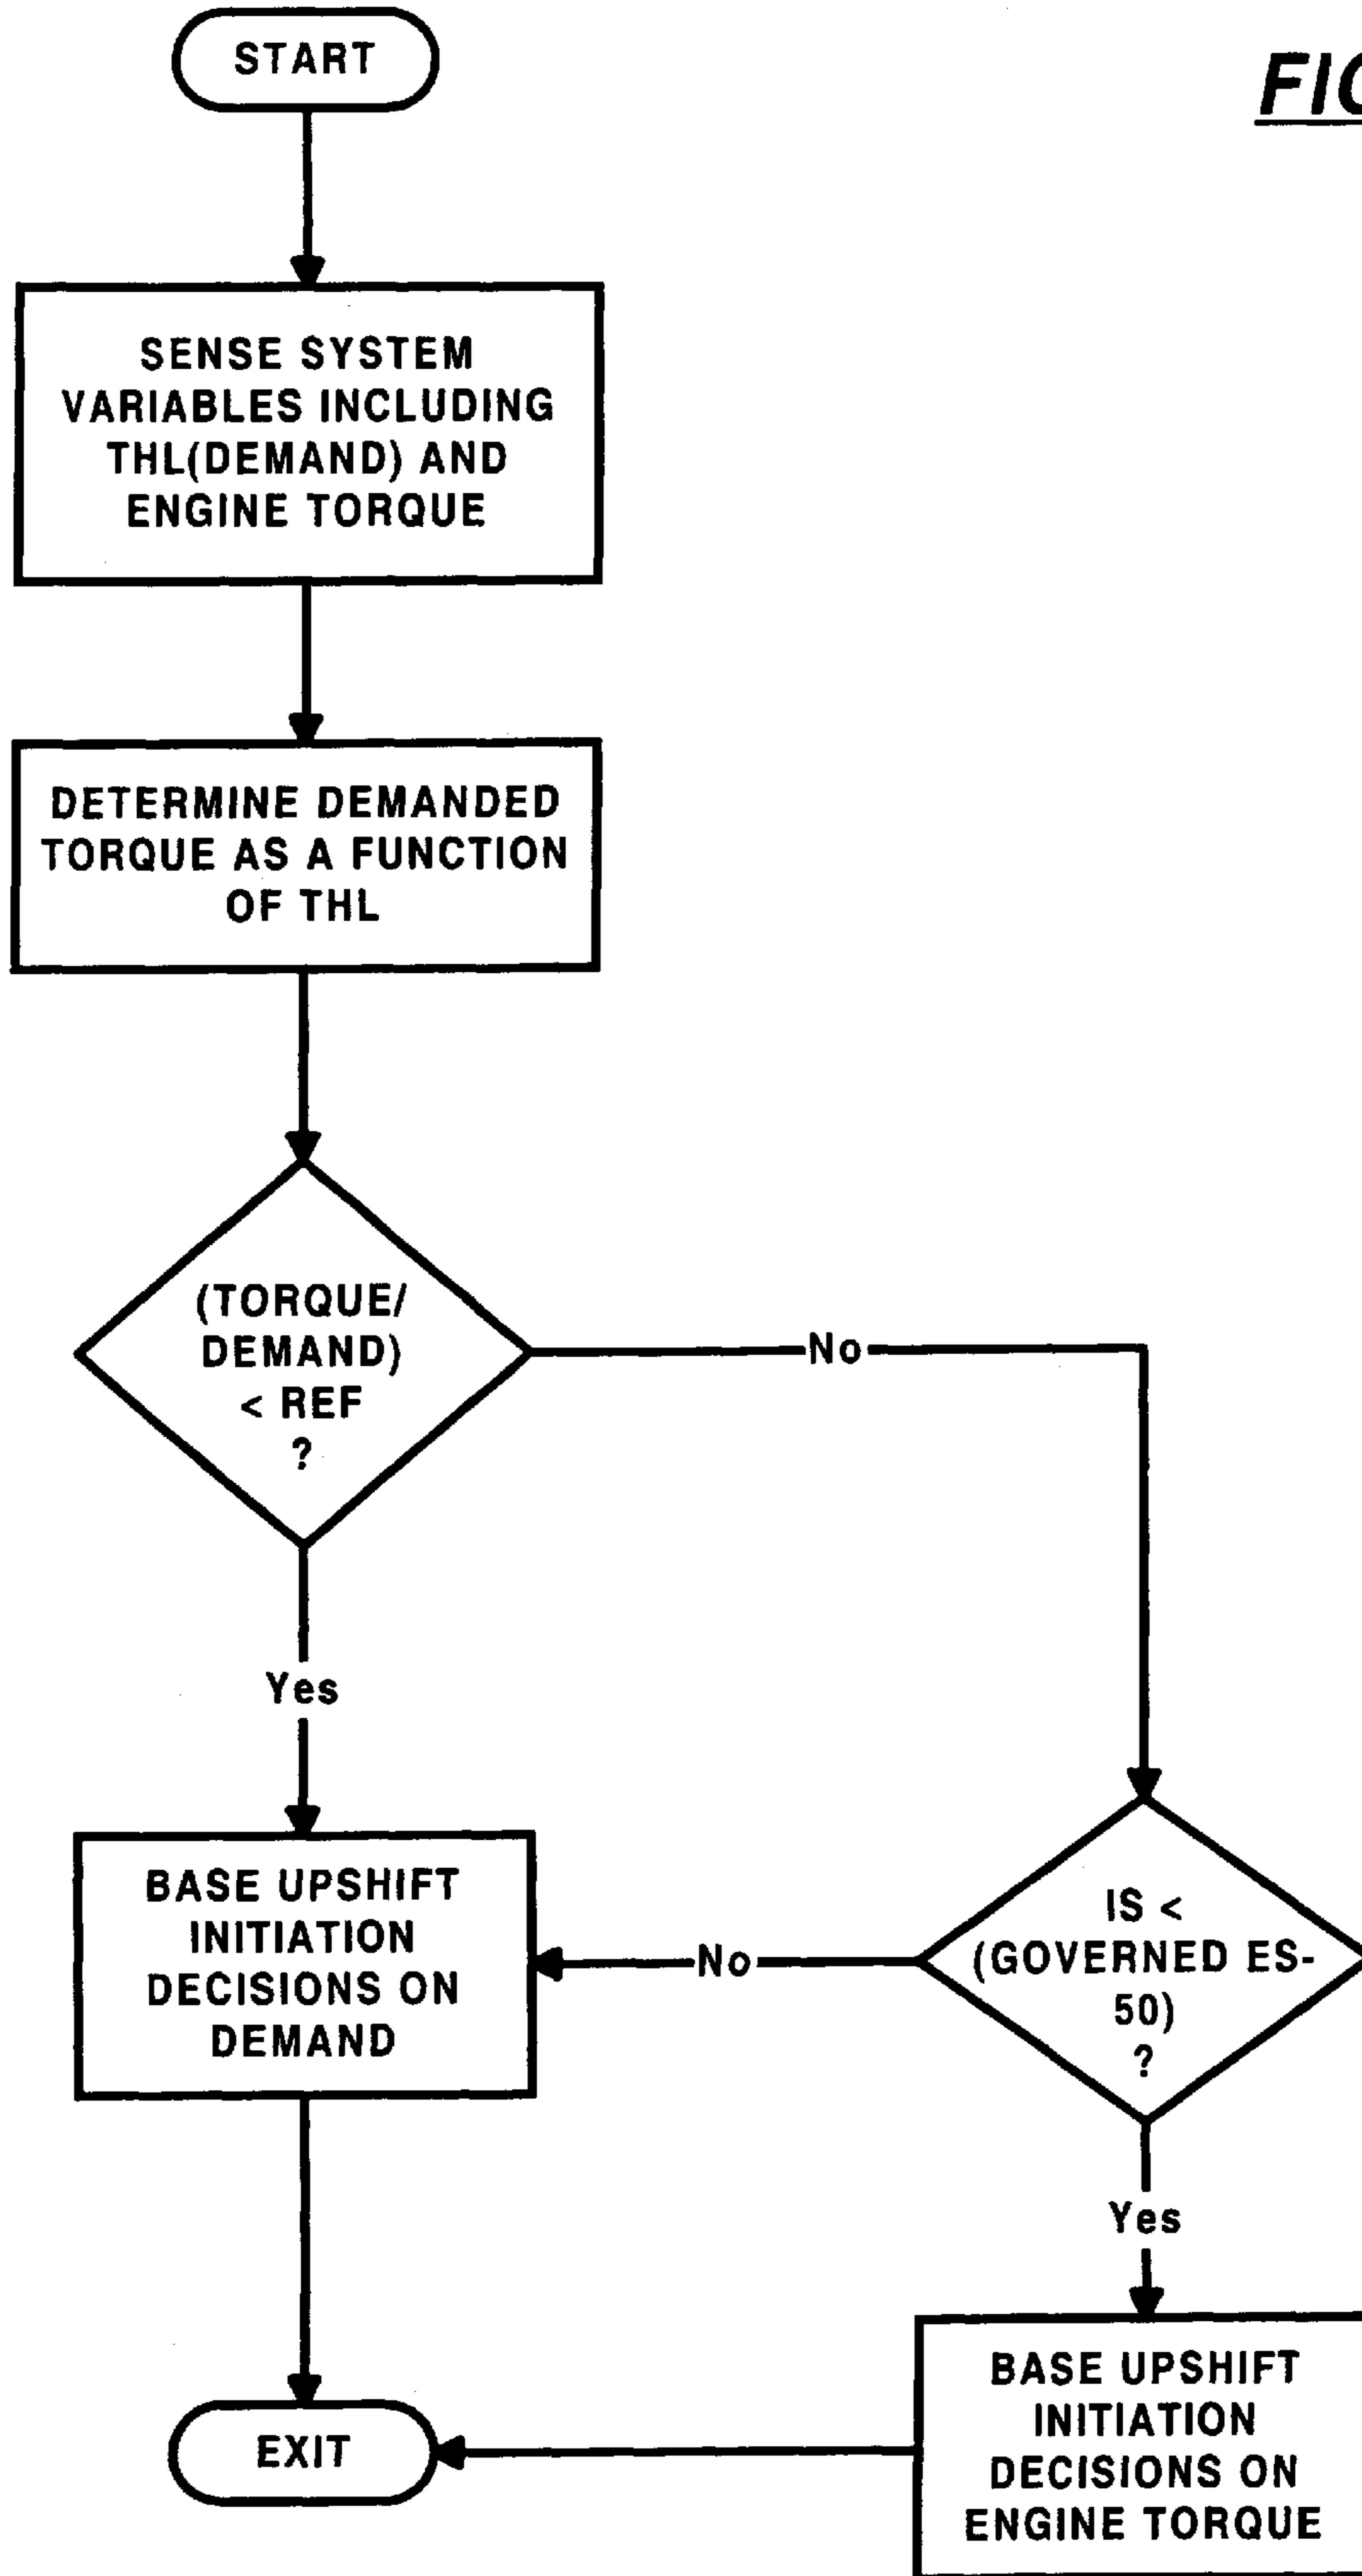 START
FIG
SENSE SYSTEM
VARIABLES INCLUDING
THL(DEMAND) AND
ENGINE TORQUE
DETERMINE DEMANDED
TORQUE AS A FUNCTION
OF THL
(TORQUE/
DEMAND)
< REF
?
No
Yes
BASE UPSHIFT
INITIATION
DECISIONS ON
DEMAND
No
IS <
(GOVERNED ES-
50)
?
Yes
BASE UPSHIFT
INITIATION
DECISIONS ON
ENGINE TORQUE
EXIT